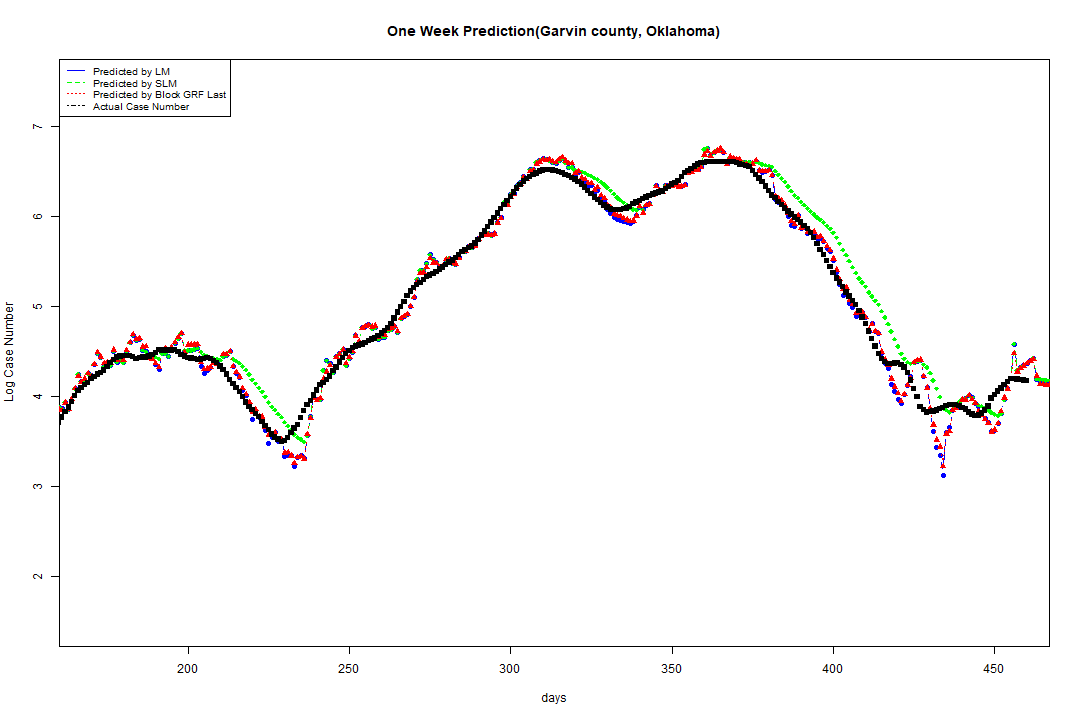 One Week Prediction(Garvin county, Oklahoma)
Predicted by LM
Predicted by SLM
Predicted by Block GRF Last
Actual Case Number
7
6
5
4
3
2
Log Case Number
200 250 300 350 400 450
days